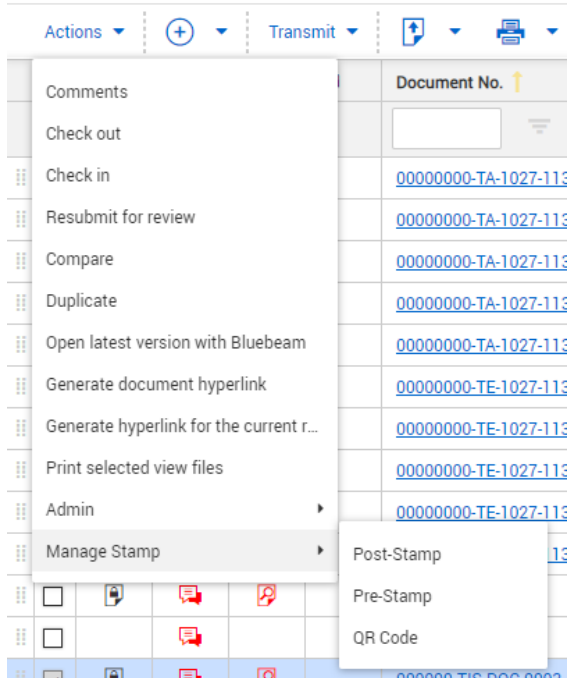 Actions
Transmit
Document No.
Comments
Check out
Check in
00000000-TA-1027-113
Resubmit for review
00000000-TA-1027-113
Compare
00000000-TA-1027-113
Duplicate
00000000-TA-1027-113
Open latest version with Bluebeam
00000000-TA-1027-113
Generate document hyperlink
00000000-TE-1027-113
Generate hyperlink for the current r...
00000000-TE-1027-113
Print selected view files
00000000-TE-1027-113
Admin
00000000-TE-1027-113
Manage Stamp
Post-Stamp
13
Pre-Stamp
QR Code